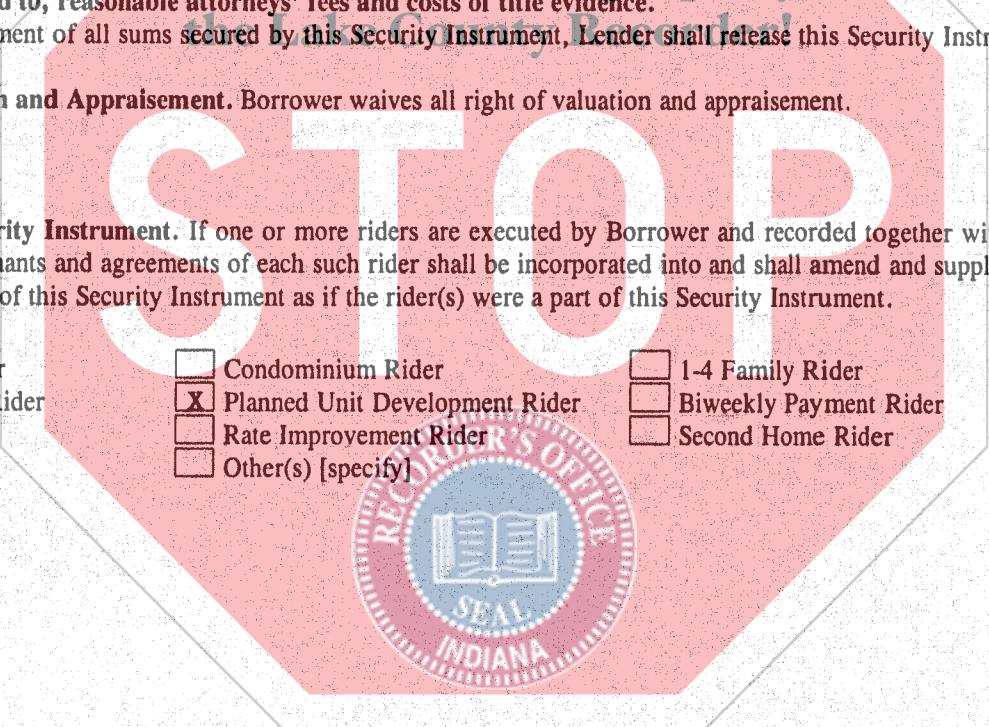 d to, reasonable attorneys' fees and costs of title evidence.
the Lake County Recorder!
nent of all sums secured by this Security Instrument, Lender shall release this Security Instr
n and Appraisement. Borrower waives all right of valuation and appraisement.
STOP
rity Instrument. If one or more riders are executed by Borrower and recorded together wi
nants and agreements of each such rider shall be incorporated into and shall amend and suppl
of this Security Instrument as if the rider(s) were a part of this Security Instrument.
r Condominium Rider 1-4 Family Rider
ider X Planned Unit Development Rider Biweekly Payment Rider
Rate Improvement Rider Second Home Rider
Other(s) [specify]
RECORDER'S OFFICE
SEAL
INDIANA